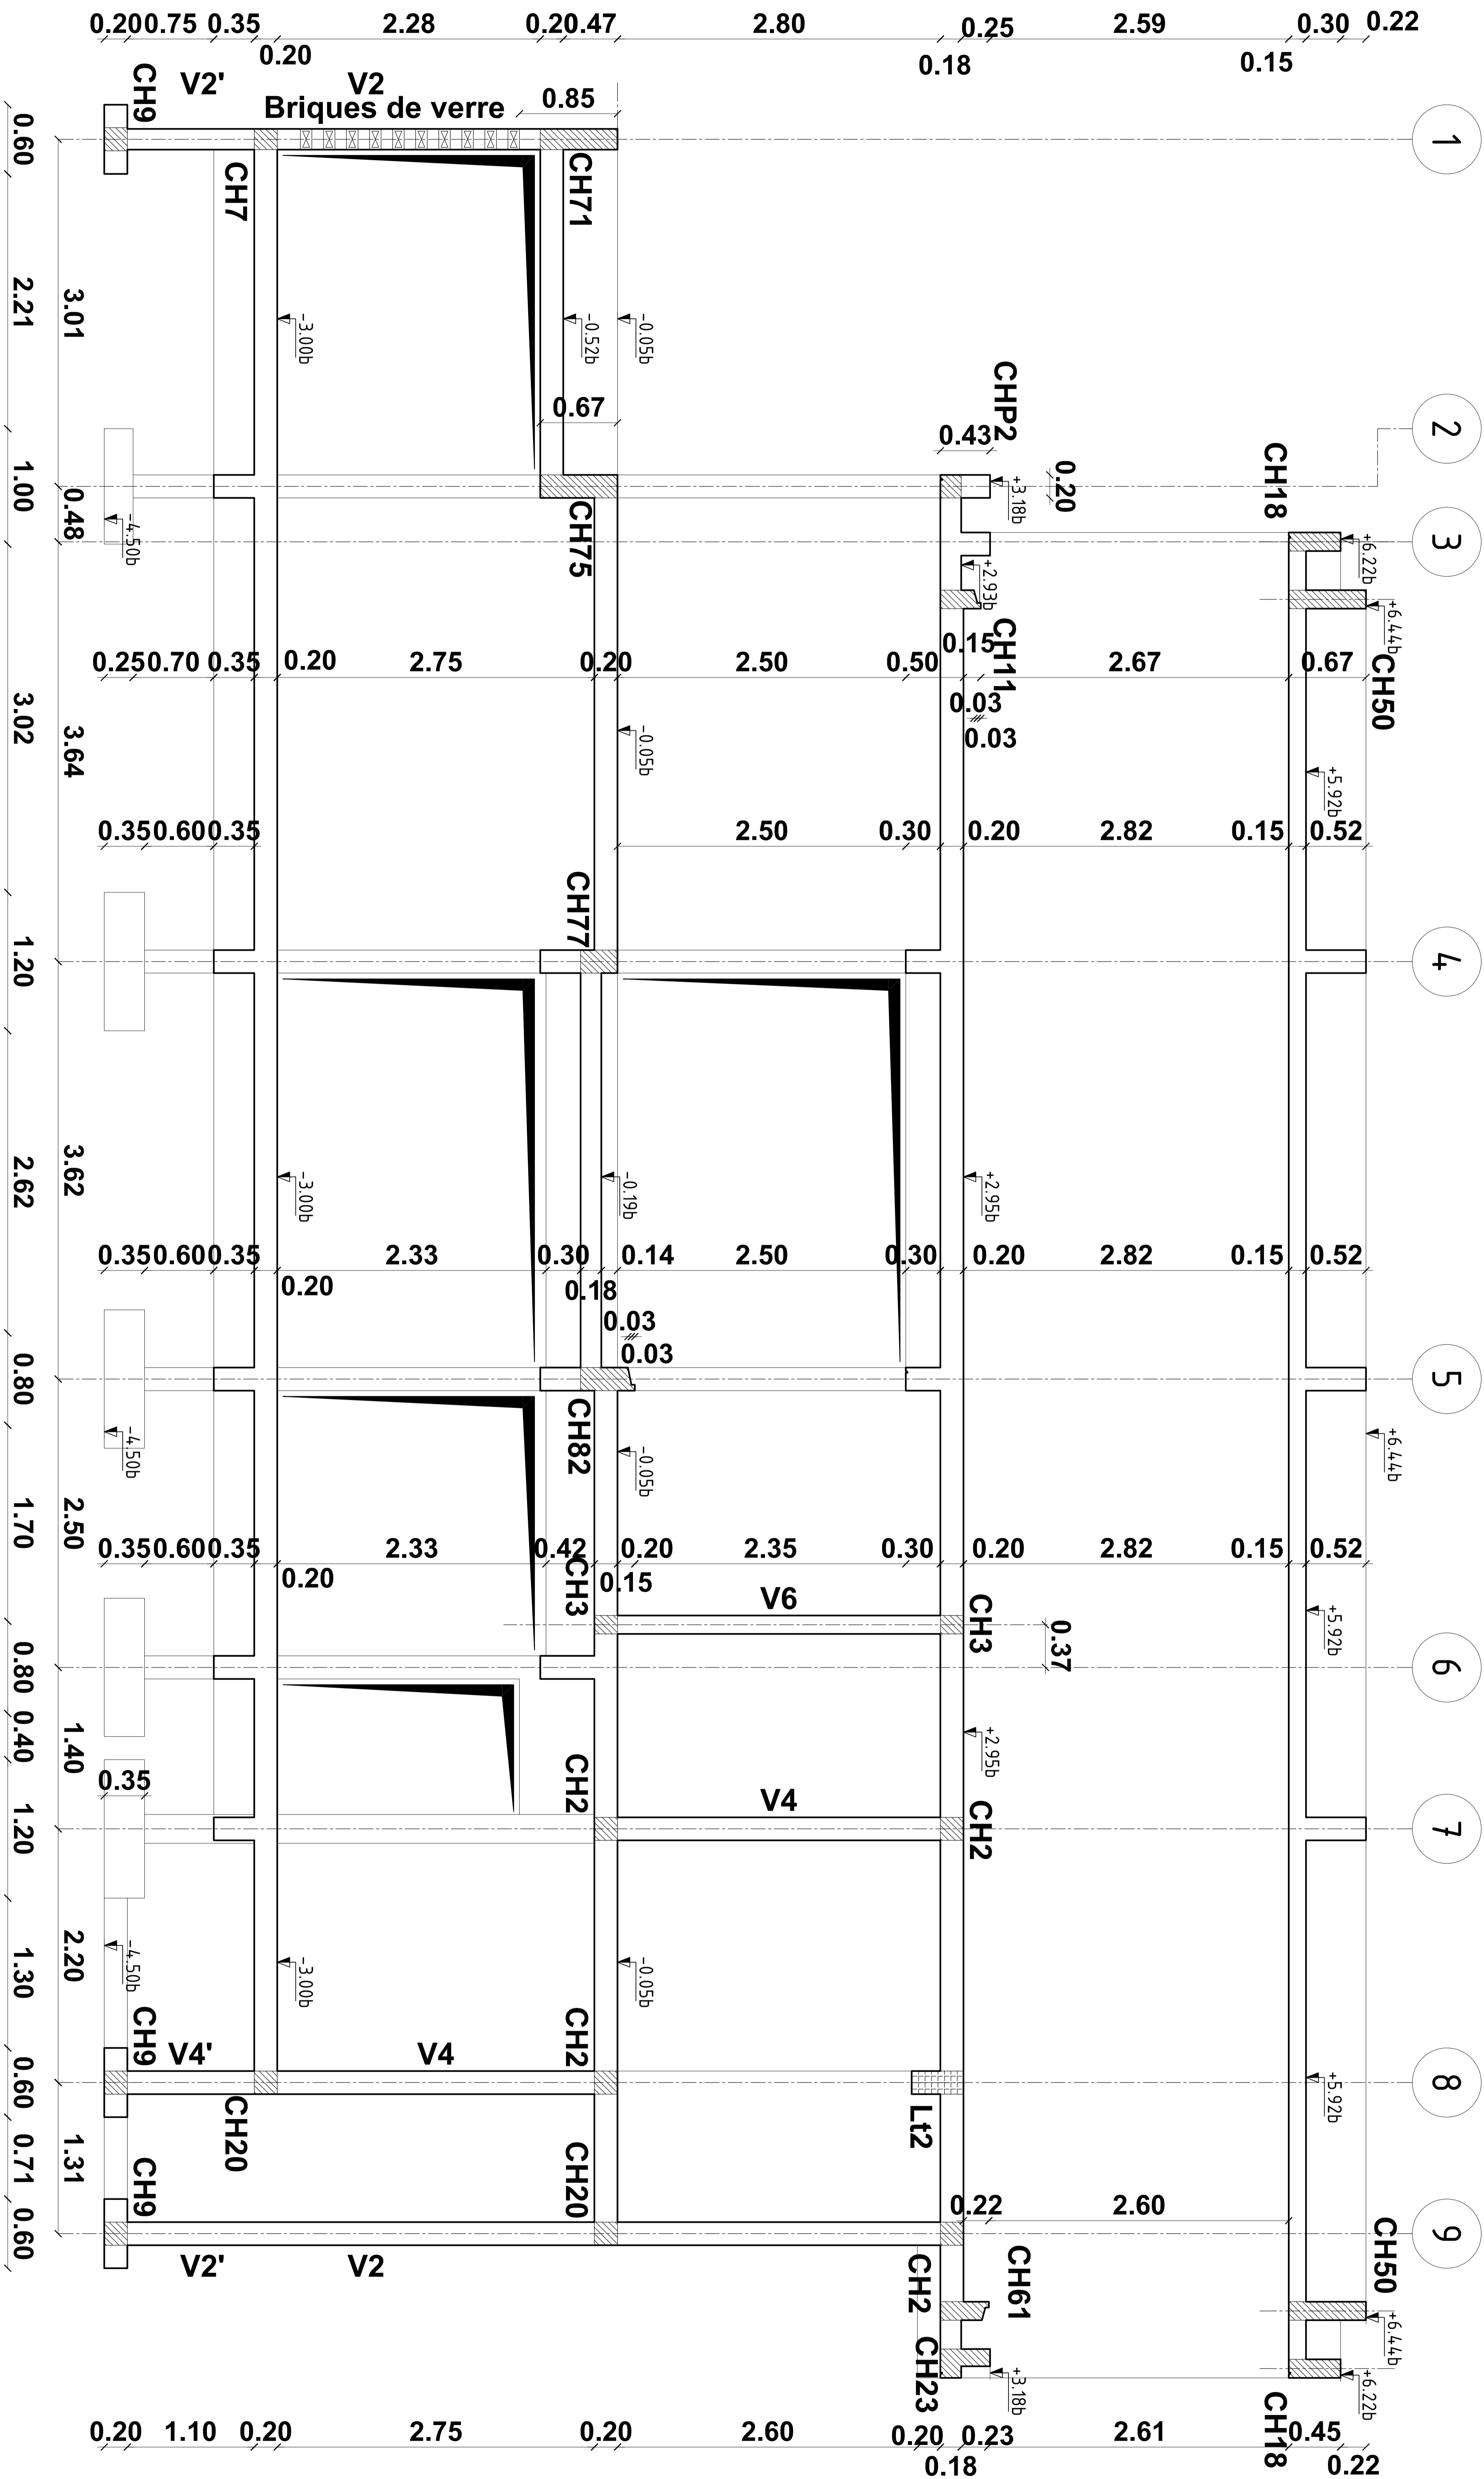 0.20 0.75 0.35 2.28 0.20 0.47 2.80 0.25 2.59 0.30 0.22
0.20 0.18 0.15
V2' V2
CH9
Briques de verre
0.85
1
CH7
CH71
-3.00b
-0.52b
-0.05b
0.67
0.43
CHP2
+3.18b
0.20
2
CH75
CH18
3
+6.22b
+2.93b
+6.44b
-4.50b
CH11
CH50
0.25 0.70 0.35 0.20 2.75 0.20 2.50 0.50 0.15 2.67 0.67
0.03
0.03
-0.05b
+5.92b
0.35 0.60 0.35 2.50 0.30 0.20 2.82 0.15 0.52
CH77
4
-3.00b
-0.19b
+2.95b
0.35 0.60 0.35 2.33 0.30 0.14 2.50 0.30 0.20 2.82 0.15 0.52
0.20 0.18
0.03
0.03
5
CH82
-4.50b
-0.05b
+6.44b
0.35 0.60 0.35 2.33 0.42 0.20 2.35 0.30 0.20 2.82 0.15 0.52
0.20 0.15
CH3
V6
CH3
0.37
+5.92b
6
+2.95b
0.35
CH2
V4
CH2
7
-4.50b
-3.00b
-0.05b
CH9
V4'
V4
CH2
CH20
Lt2
+5.92b
8
CH9
CH20
0.22 2.60
9
V2' V2
CH2
CH61
CH50
CH23
+3.18b
+6.44b
+6.22b
CH18
0.20 1.10 0.20 2.75 0.20 2.60 0.20 0.23 2.61 0.45
0.18 0.22
3.01 0.48 3.64 3.62 2.50 1.40 2.20 1.31
0.60 2.21 1.00 3.02 1.20 2.62 0.80 1.70 0.80 0.40 1.20 1.30 0.60 0.71 0.60